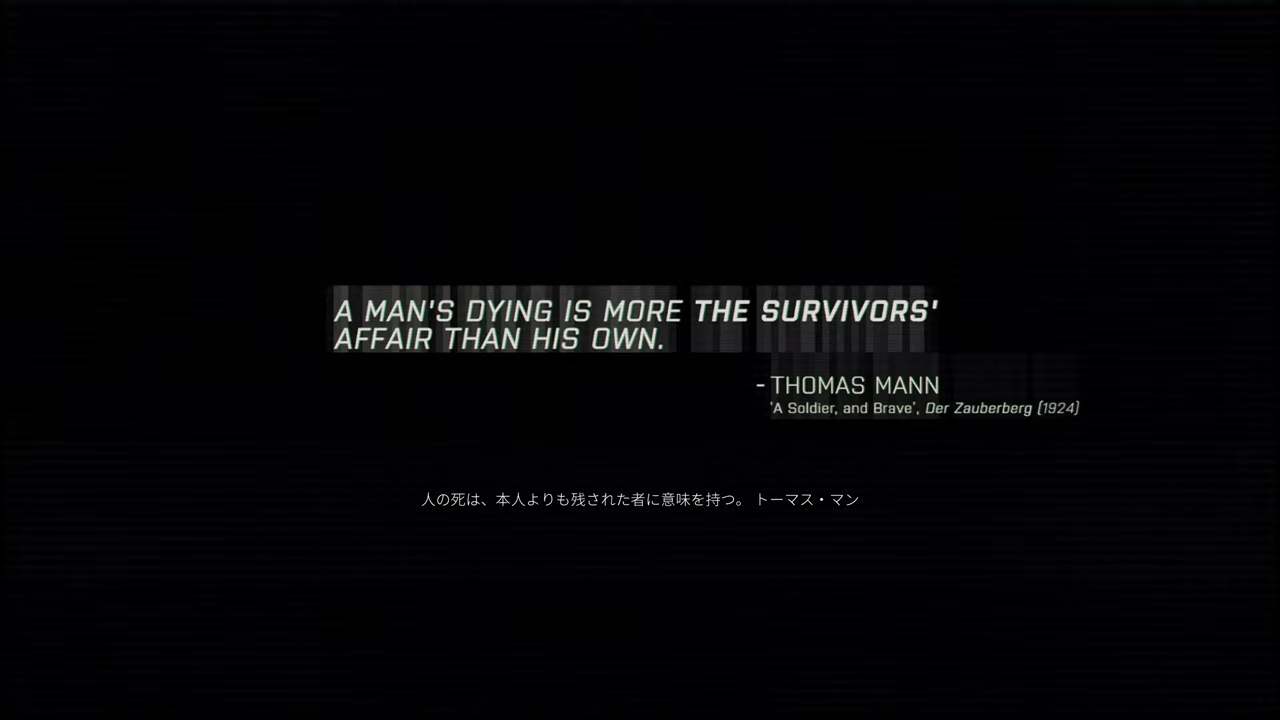 A MAN'S DYING IS MORE THE SURVIVORS'
AFFAIR THAN HIS OWN.
- THOMAS MANN
'A Soldier, and Brave', Der Zauberberg (1924)
人の死は、本人よりも残された者に意味を持つ。 トーマス・マン